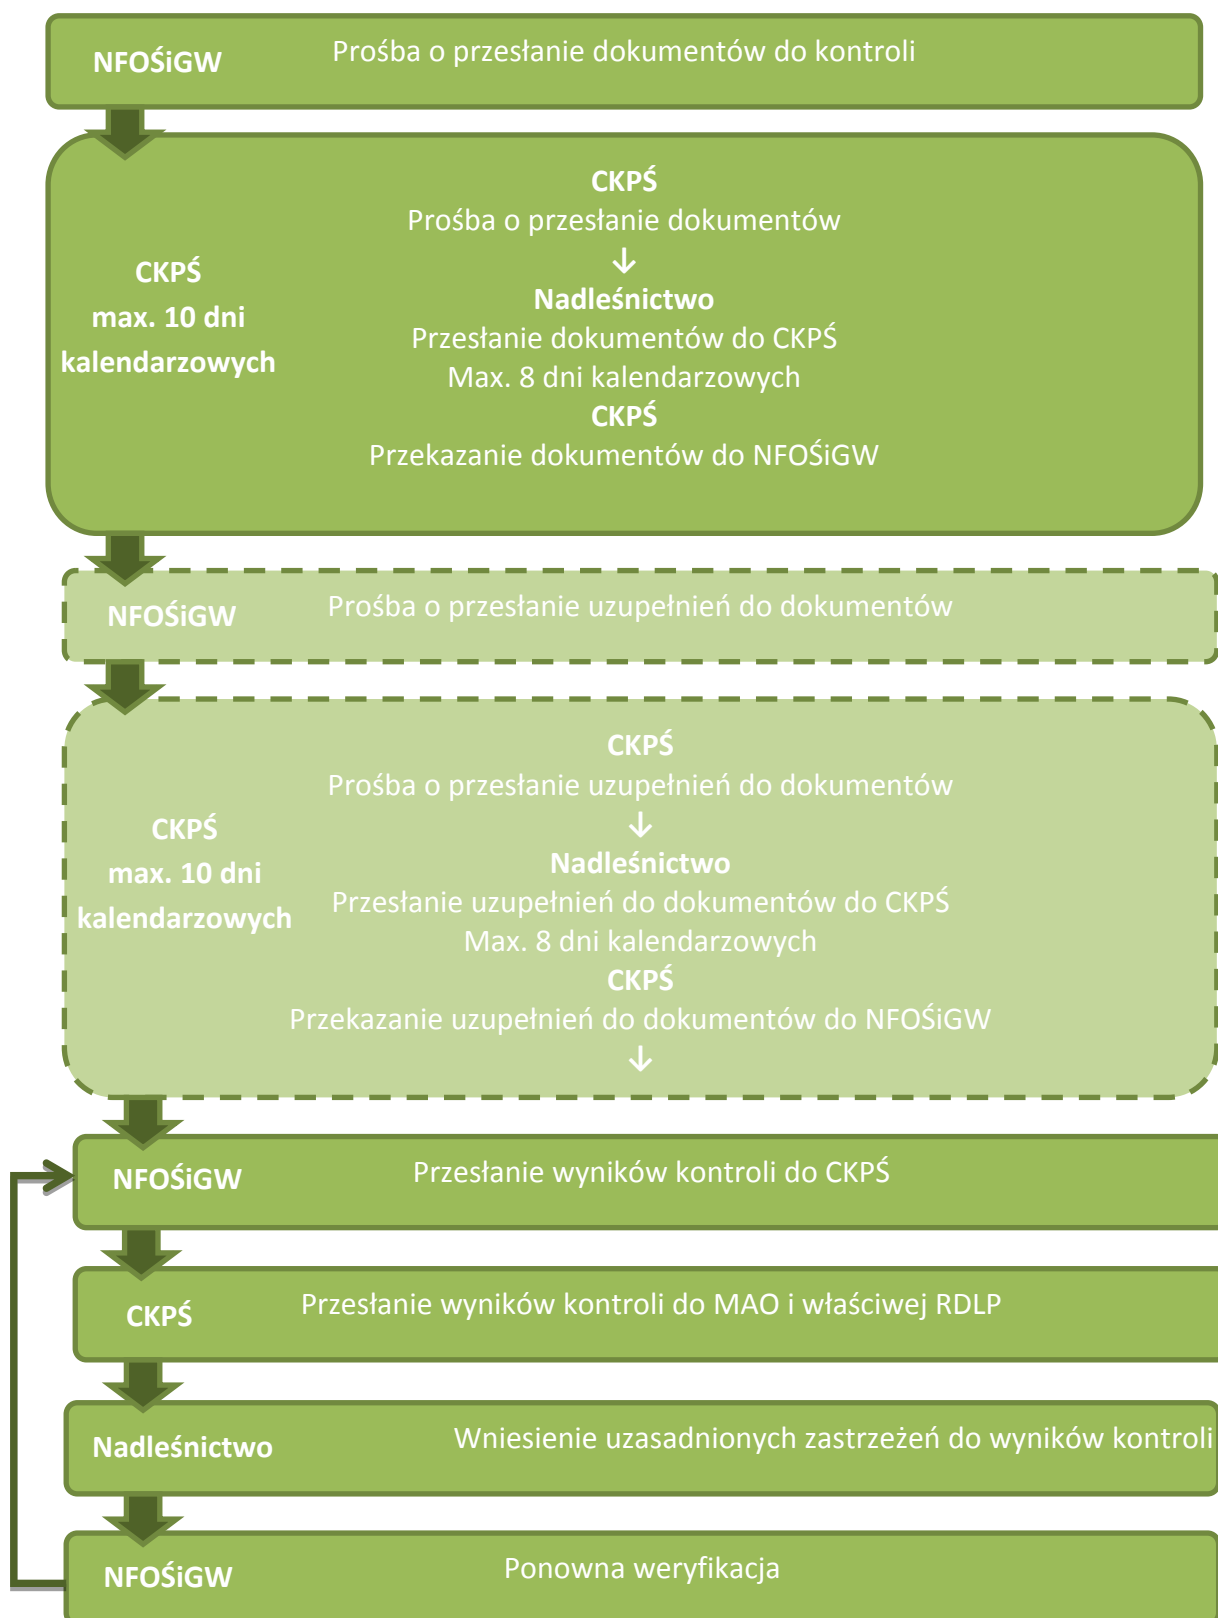 NFOŚiGW
Prośba o przesłanie dokumentów do kontroli
CKPŚ
max. 10 dni
kalendarzowych
CKPŚ
Prośba o przesłanie dokumentów
↓
Nadleśnictwo
Przesłanie dokumentów do CKPŚ
Max. 8 dni kalendarzowych
CKPŚ
Przekazanie dokumentów do NFOŚiGW
NFOŚiGW
Prośba o przesłanie uzupełnień do dokumentów
CKPŚ
max. 10 dni
kalendarzowych
CKPŚ
Prośba o przesłanie uzupełnień do dokumentów
↓
Nadleśnictwo
Przesłanie uzupełnień do dokumentów do CKPŚ
Max. 8 dni kalendarzowych
CKPŚ
Przekazanie uzupełnień do dokumentów do NFOŚiGW
↓
NFOŚiGW
Przesłanie wyników kontroli do CKPŚ
CKPŚ
Przesłanie wyników kontroli do MAO i właściwej RDLP
Nadleśnictwo
Wniesienie uzasadnionych zastrzeżeń do wyników kontroli
NFOŚiGW
Ponowna weryfikacja